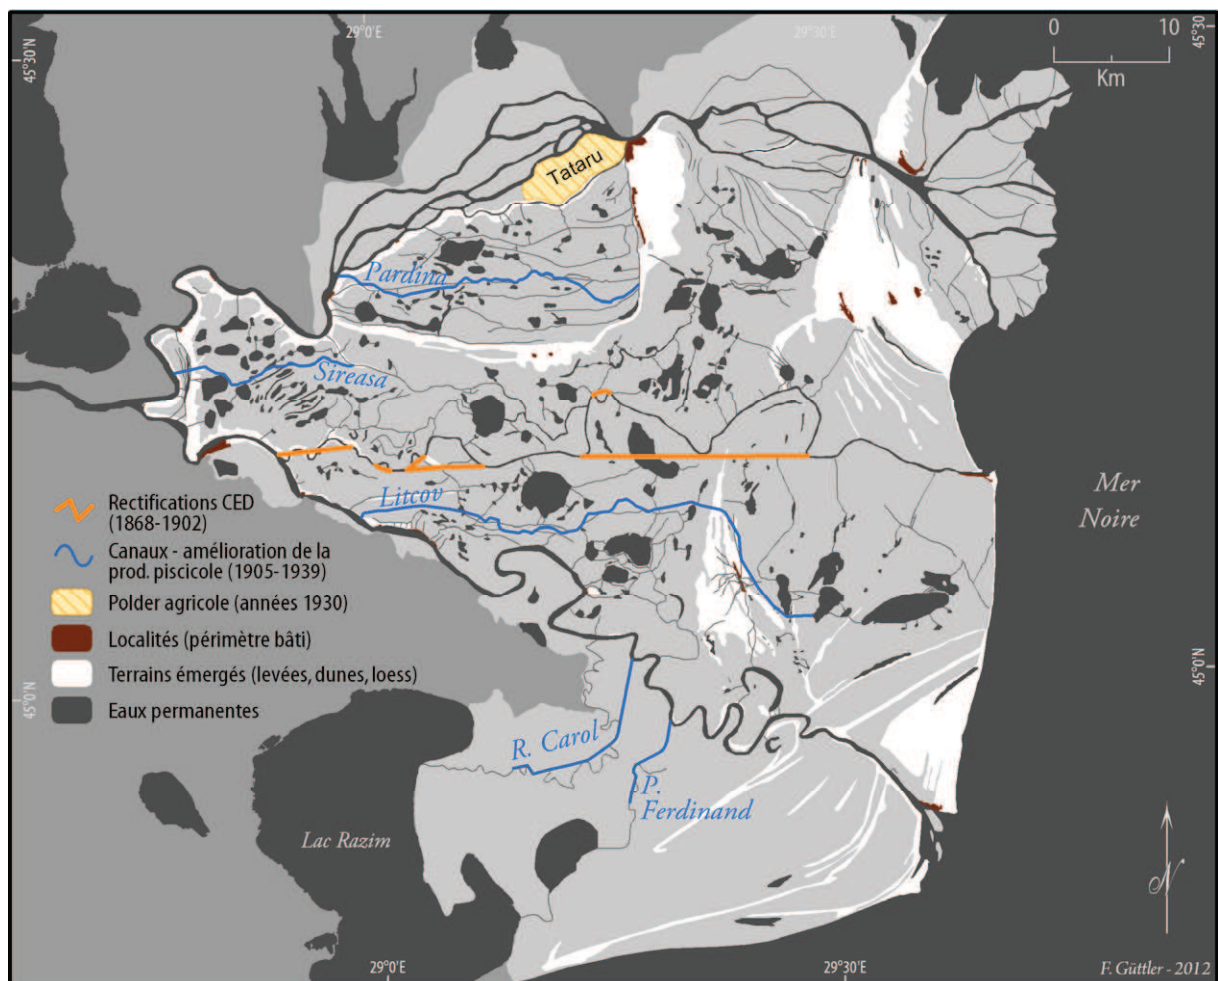 29°0'E
29°30'E
45°30'N
45°30'
0 10
Km
Tataru
Pardina
Sireasa
Litcov
Mer
Noire
Rectifications CED
(1868-1902)
Canaux - amélioration de la
prod. piscicole (1905-1939)
Polder agricole (années 1930)
Localités (périmètre bâti)
Terrains émergés (levées, dunes, loess)
Eaux permanentes
45°0'N
45°0'N
R. Carol
P.
Ferdinand
Lac Razim
N
29°0'E
29°30'E
F. Güttler - 2012